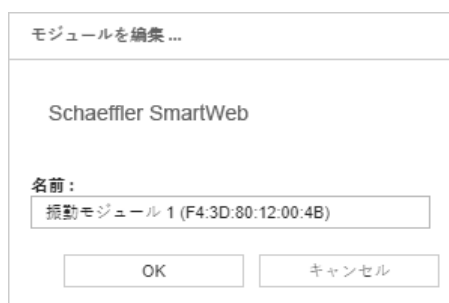 モジュールを編集 ...
Schaeffler SmartWeb
名前 :
振動モジュール 1 (F4:3D:80:12:00:4B)
OK
キャンセル